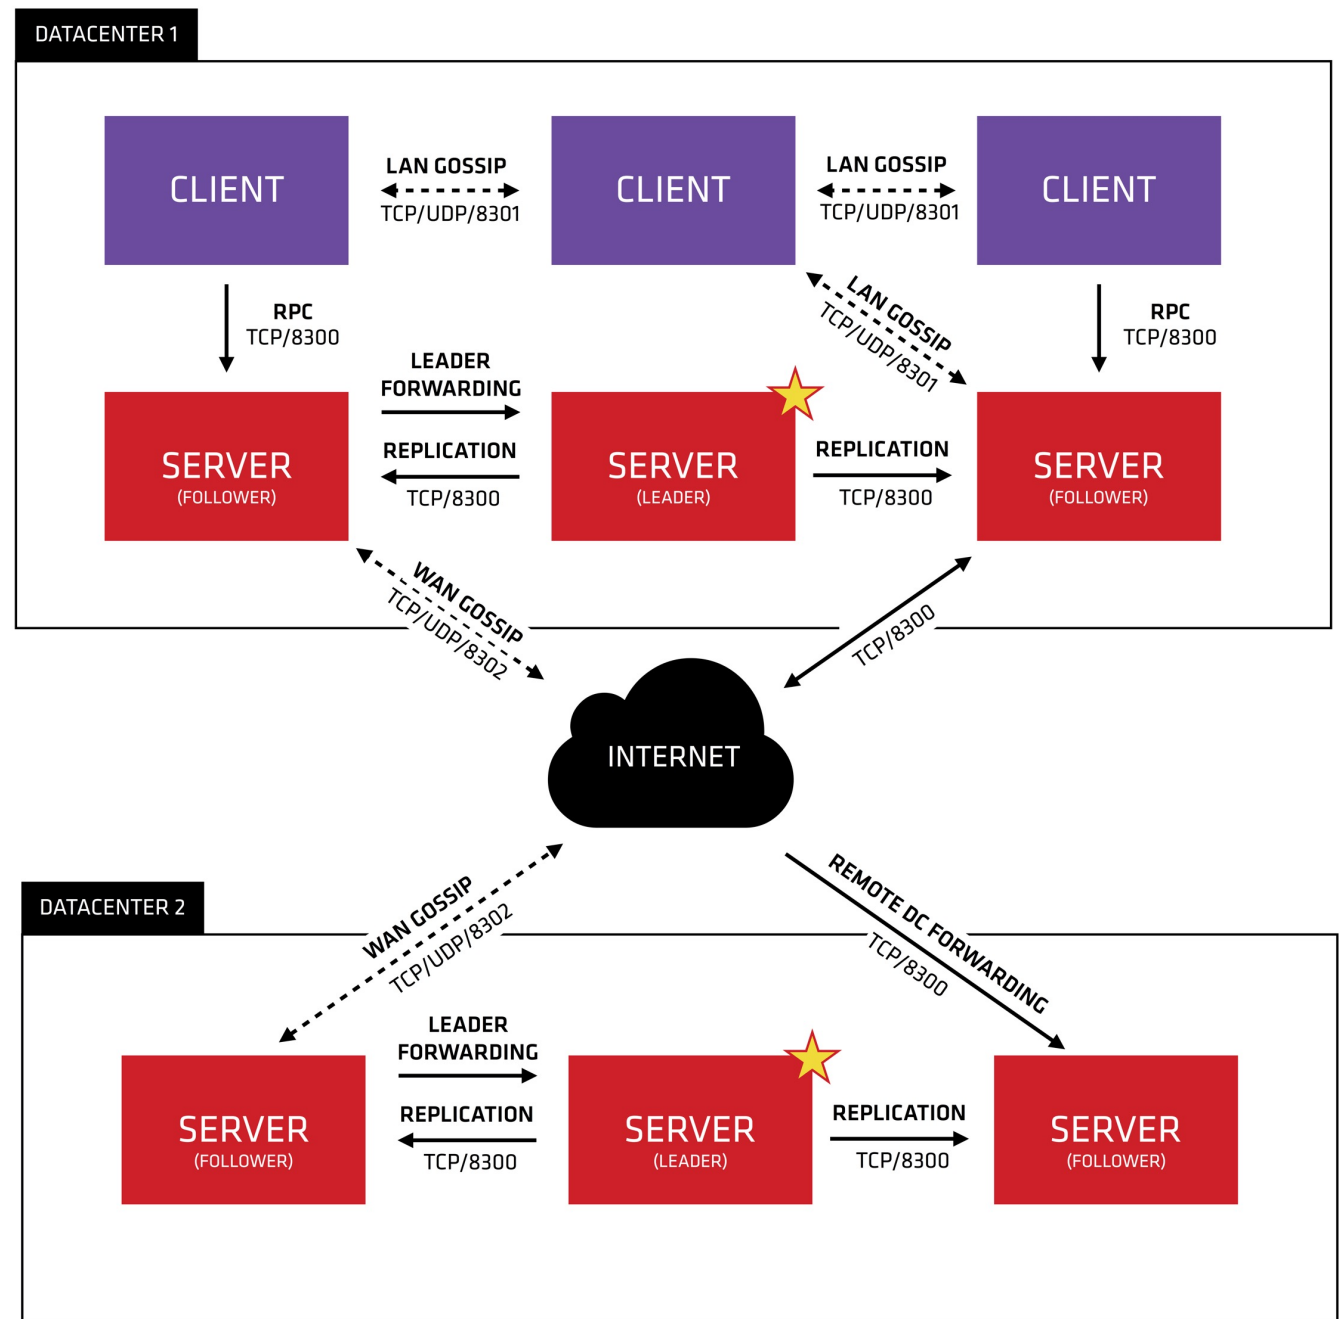 DATACENTER 1
LAN GOSSIP
LAN GOSSIP
CLIENT
CLIENT
CLIENT
TCP/UDP/8301
TCP/UDP/8301
RPC
TCP/8300
LAN GOSSIP
TCP/UDP/8301
RPC
TCP/8300
LEADER
FORWARDING
REPLICATION
REPLICATION
SERVER
(FOLLOWER)
SERVER
(LEADER)
SERVER
(FOLLOWER)
TCP/8300
TCP/8300
WAN GOSSIP
TCP/UDP/8302
TCP/8300
INTERNET
DATACENTER 2
WAN GOSSIP
TCP/UDP/8302
REMOTE DC FORWARDING
TCP/8300
LEADER
FORWARDING
REPLICATION
REPLICATION
SERVER
(FOLLOWER)
SERVER
(LEADER)
SERVER
(FOLLOWER)
TCP/8300
TCP/8300